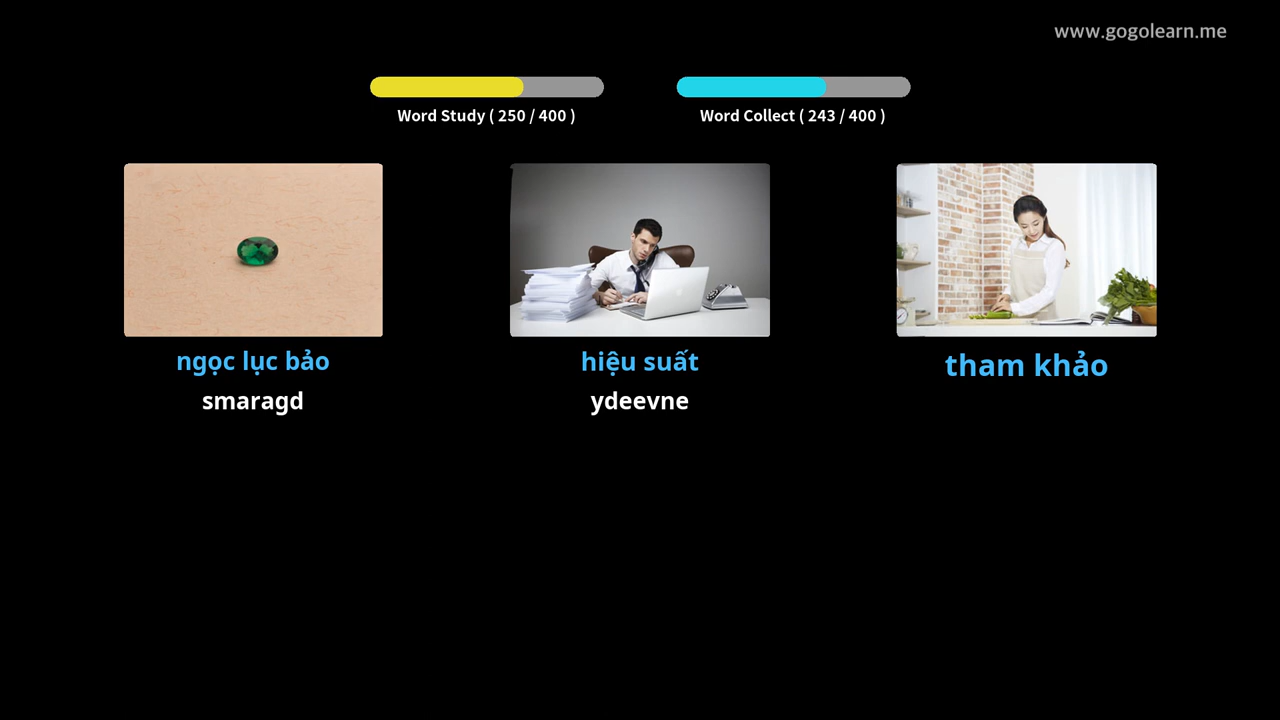 www.gogolearn.me
Word Study ( 250 / 400 )
Word Collect ( 243 / 400 )
ngọc lục bảo
smaragd
hiệu suất
ydeevne
tham khảo